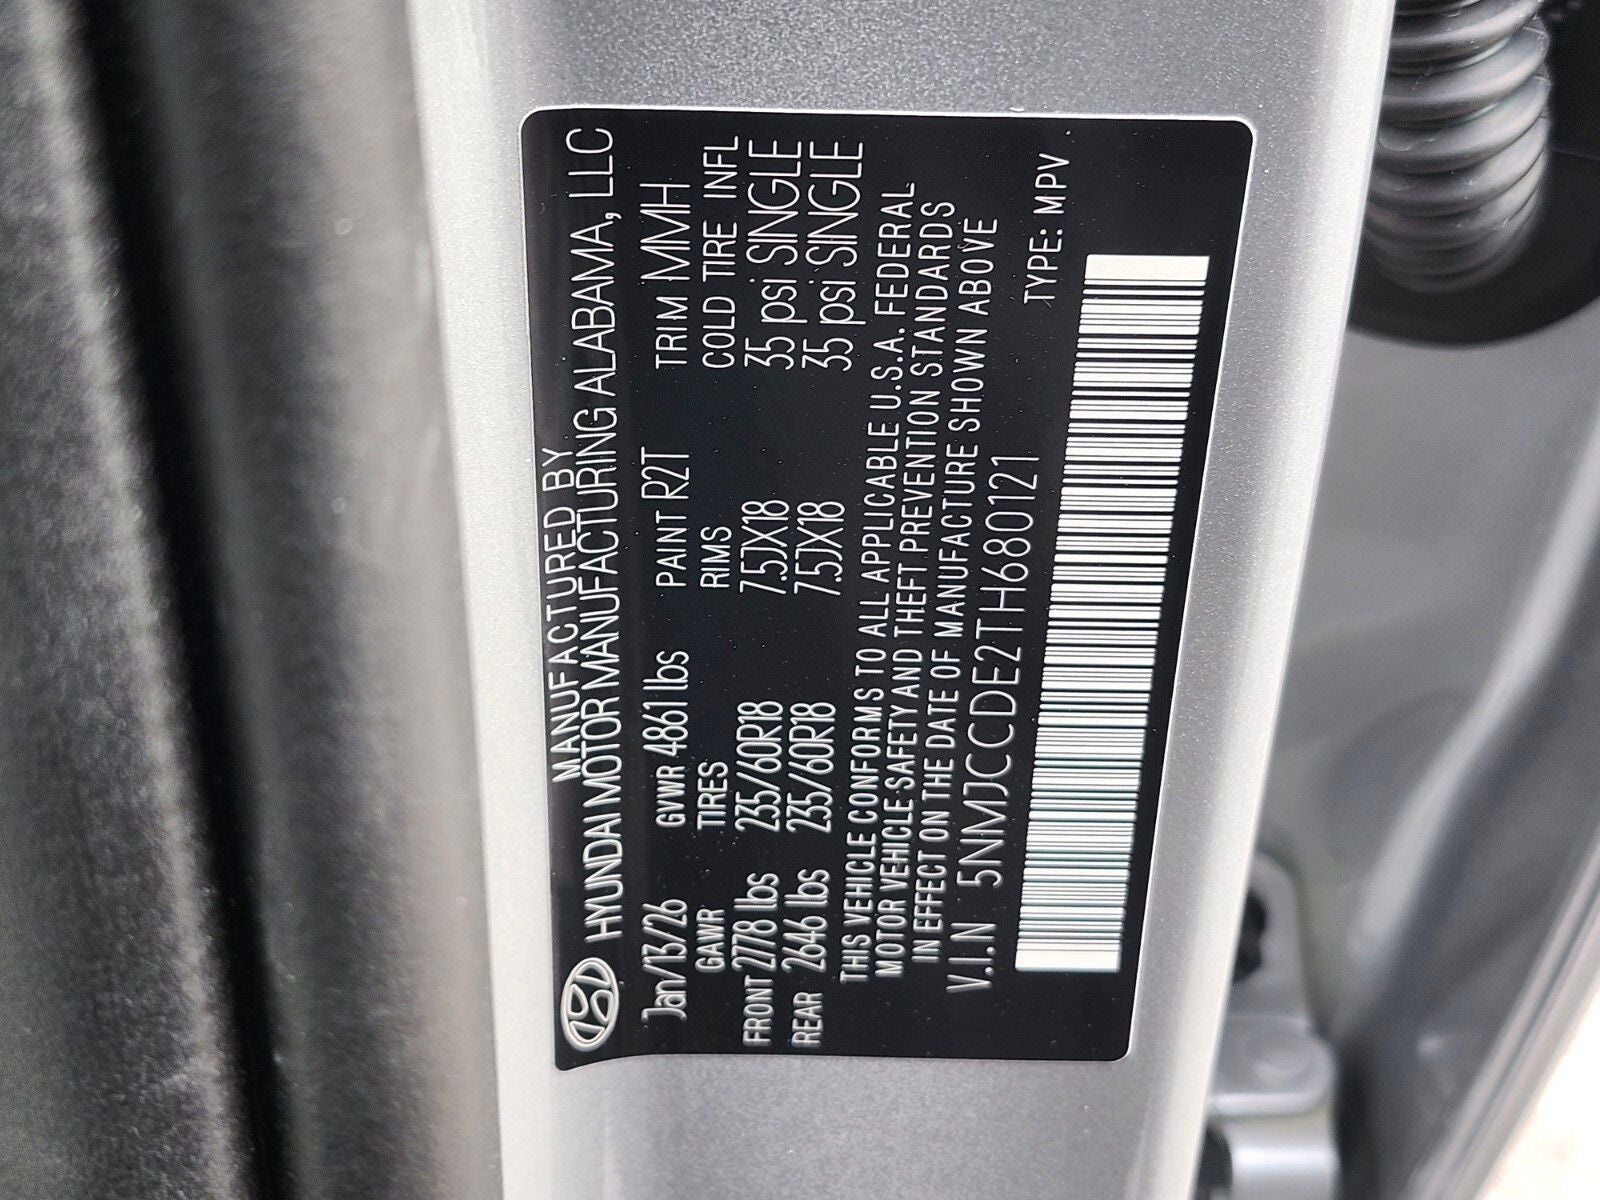 MANUFACTURED BY
HYUNDAI MOTOR MANUFACTURING ALABAMA, LLC
Jan/13/26 GVWR 4861 lbs PAINT R2T TRIM MMH
GAWR TIRES RIMS COLD TIRE INFL
FRONT 2778 lbs 235/60R18 7.5JX18 35 psi SINGLE
REAR 2646 lbs 235/60R18 7.5JX18 35 psi SINGLE
THIS VEHICLE CONFORMS TO ALL APPLICABLE U.S.A. FEDERAL
MOTOR VEHICLE SAFETY AND THEFT PREVENTION STANDARDS
IN EFFECT ON THE DATE OF MANUFACTURE SHOWN ABOVE
V.I.N 5NMJCCDE2TH680121
TYPE: MPV